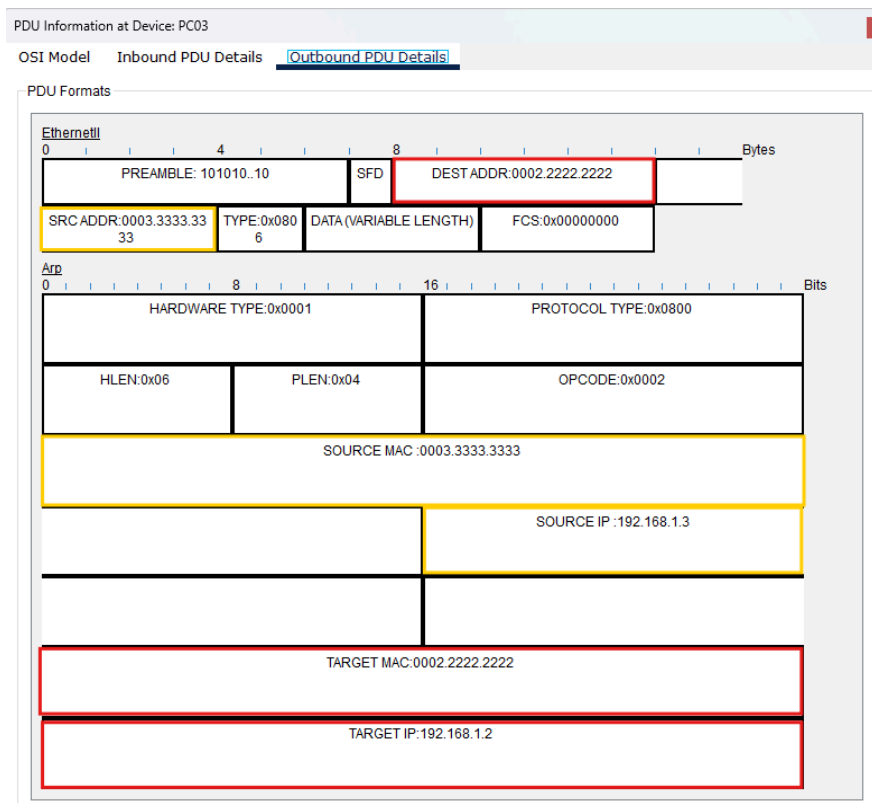 PDU Information at Device: PC03
OSI Model Inbound PDU Details Outbound PDU Details
PDU Formats
EthernetII
0 4 8 Bytes
PREAMBLE: 101010..10 SFD DEST ADDR:0002.2222.2222
SRC ADDR:0003.3333.33 TYPE:0x080 DATA (VARIABLE LENGTH) FCS:0x00000000
33 6
Arp
0 8 16 Bits
HARDWARE TYPE:0x0001 PROTOCOL TYPE:0x0800
HLEN:0x06 PLEN:0x04 OPCODE:0x0002
SOURCE MAC :0003.3333.3333
SOURCE IP :192.168.1.3
TARGET MAC:0002.2222.2222
TARGET IP:192.168.1.2